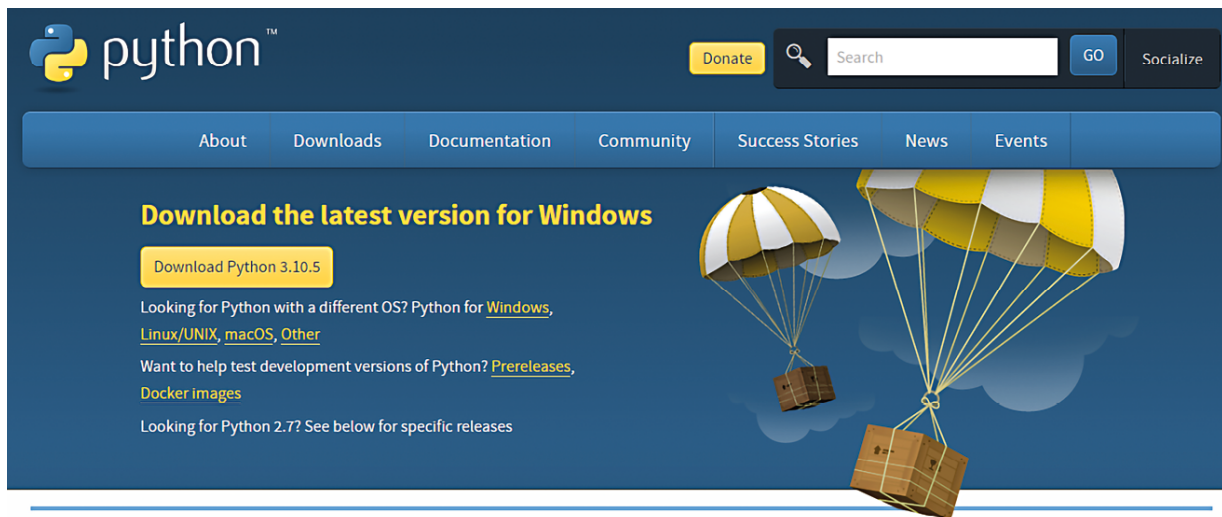 python™
Donate
Search
GO
Socialize
About
Downloads
Documentation
Community
Success Stories
News
Events
Download the latest version for Windows
Download Python 3.10.5
Looking for Python with a different OS? Python for Windows,
Linux/UNIX, macOS, Other
Want to help test development versions of Python? Prereleases,
Docker images
Looking for Python 2.7? See below for specific releases